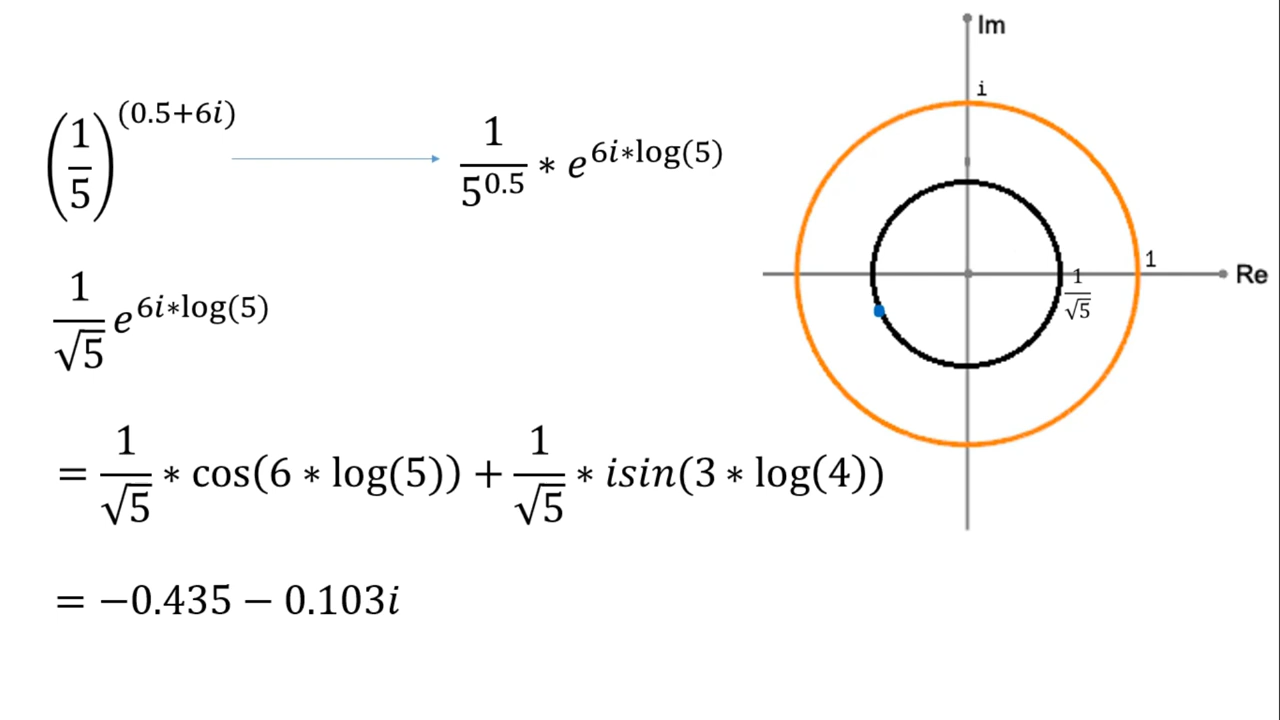 (1/5)^(0.5+6i) → 1/5^0.5 * e^(6i*log(5))
1/√5 e^(6i*log(5))
= 1/√5 * cos(6 * log(5)) + 1/√5 * isin(3 * log(4))
= −0.435 − 0.103i
Im
i
1
Re
1/√5